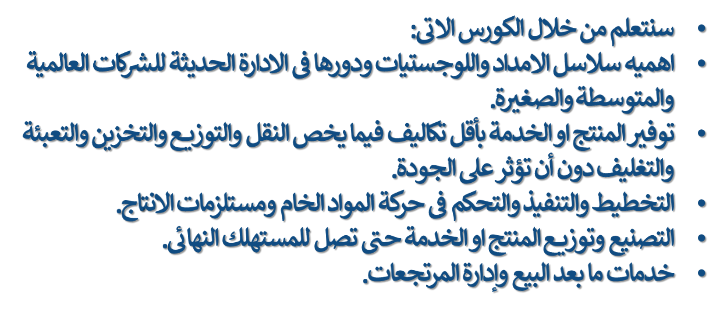 • سنتعلم من خلال الكورس الاتى:
• اهميه سلاسل الامداد واللوجستيات ودورها فى الادارة الحديثة للشركات العالمية
والمتوسطة والصغيرة.
• توفير المنتج او الخدمة بأقل تكاليف فيما يخص النقل والتوزيع والتخزين والتعبئة
والتغليف دون أن تؤثر على الجودة.
• التخطيط والتنفيذ والتحكم فى حركة المواد الخام ومستلزمات الانتاج.
• التصنيع وتوزيع المنتج او الخدمة حتى تصل للمستهلك النهائى.
• خدمات ما بعد البيع وإدارة المرتجعات.